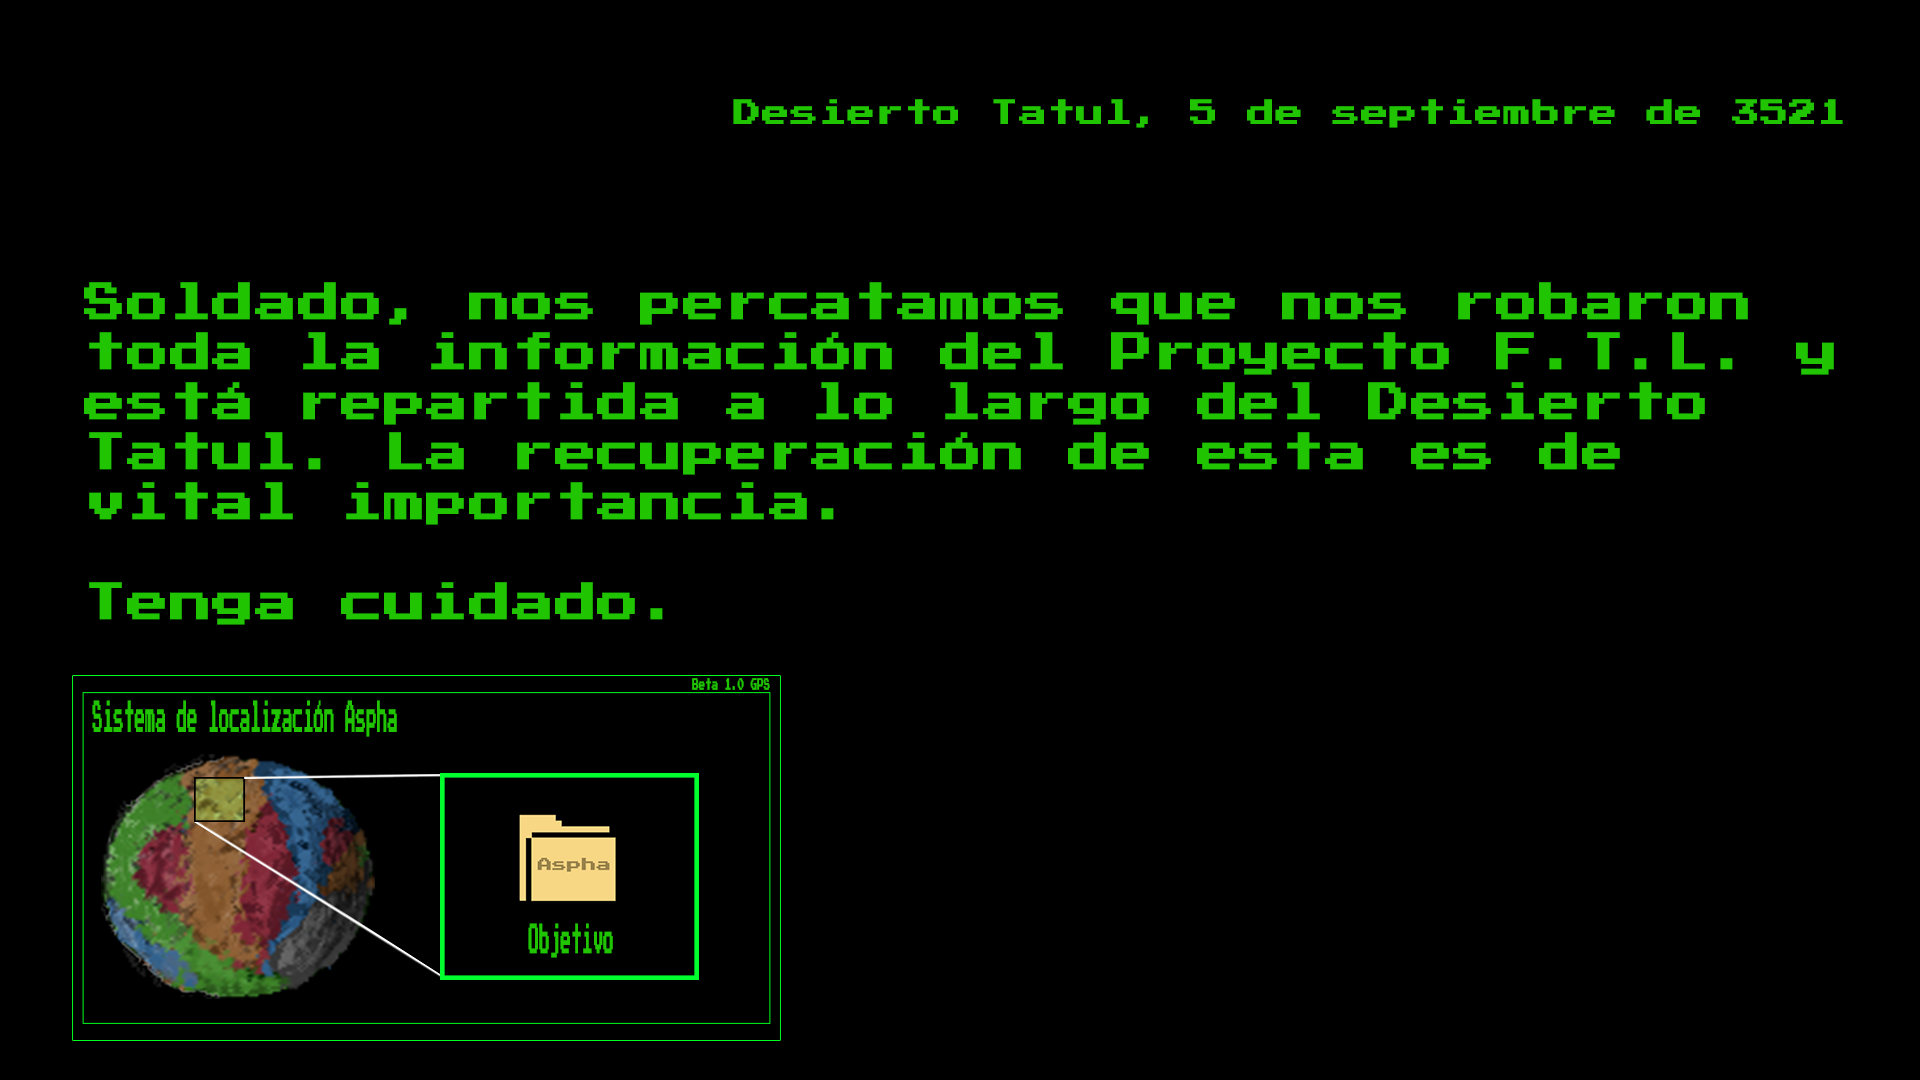 Desierto Tatul, 5 de septiembre de 3521
Soldado, nos percatamos que nos robaron
toda la información del Proyecto F.T.L. y
está repartida a lo largo del Desierto
Tatul. La recuperación de esta es de
vital importancia.
Tenga cuidado.
Beta 1.0 GPS
Sistema de localización Aspha
Aspha
Objetivo